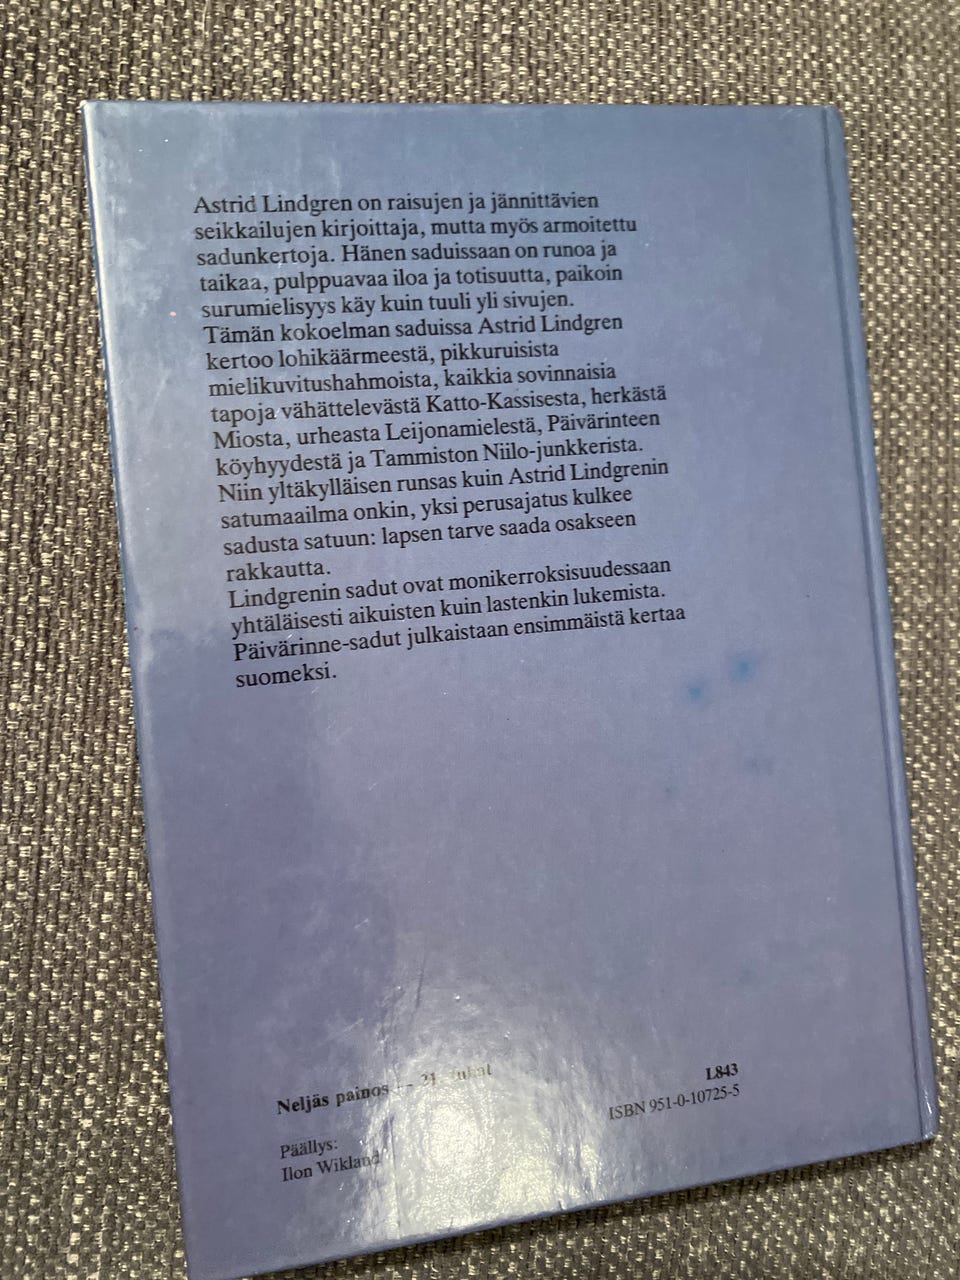 Astrid Lindgren on raisujen ja jännittävien
seikkailujen kirjoittaja, mutta myös armoitettu
sadunkertoja. Hänen saduissaan on runoa ja
taikaa, pulppuavaa iloa ja totisuutta, paikoin
surumielisyys käy kuin tuuli yli sivujen.
Tämän kokoelman saduissa Astrid Lindgren
kertoo lohikäärmeestä, pikkuruisista
mielikuvitushahmoista, kaikkia sovinnaisia
tapoja vähättelevästä Katto-Kassisesta, herkästä
Miosta, urheasta Leijonamielestä, Päivärinteen
köyhyydestä ja Tammiston Niilo-junkkerista.
Niin yltäkylläisen runsas kuin Astrid Lindgrenin
satumaailma onkin, yksi perusajatus kulkee
sadusta satuun: lapsen tarve saada osakseen
rakkautta.
Lindgrenin sadut ovat monikerroksisuudessaan
yhtäläisesti aikuisten kuin lastenkin lukemista.
Päivärinne-sadut julkaistaan ensimmäistä kertaa
suomeksi.
Neljäs painos
L843
ISBN 951-0-10725-5
Päällys:
Ilon Wikland